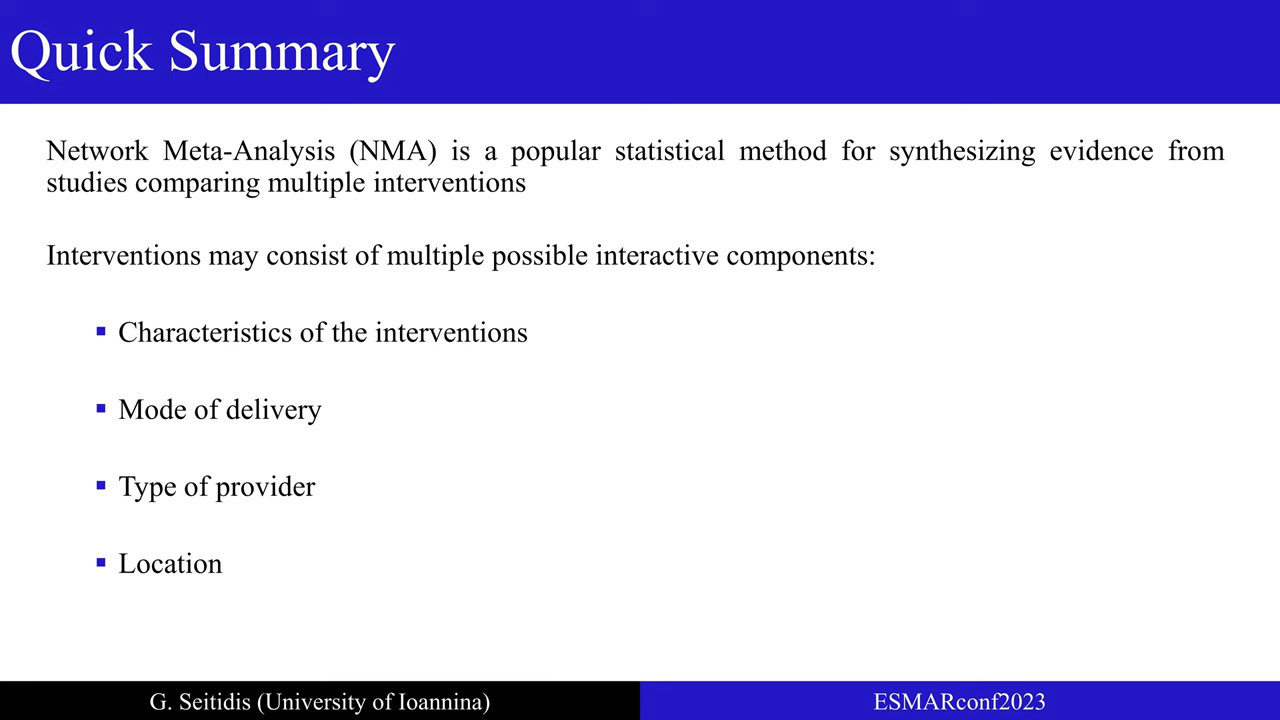 Quick Summary
Network Meta-Analysis (NMA) is a popular statistical method for synthesizing evidence from
studies comparing multiple interventions
Interventions may consist of multiple possible interactive components:
▪ Characteristics of the interventions
▪ Mode of delivery
▪ Type of provider
▪ Location
G. Seitidis (University of Ioannina)
ESMARconf2023